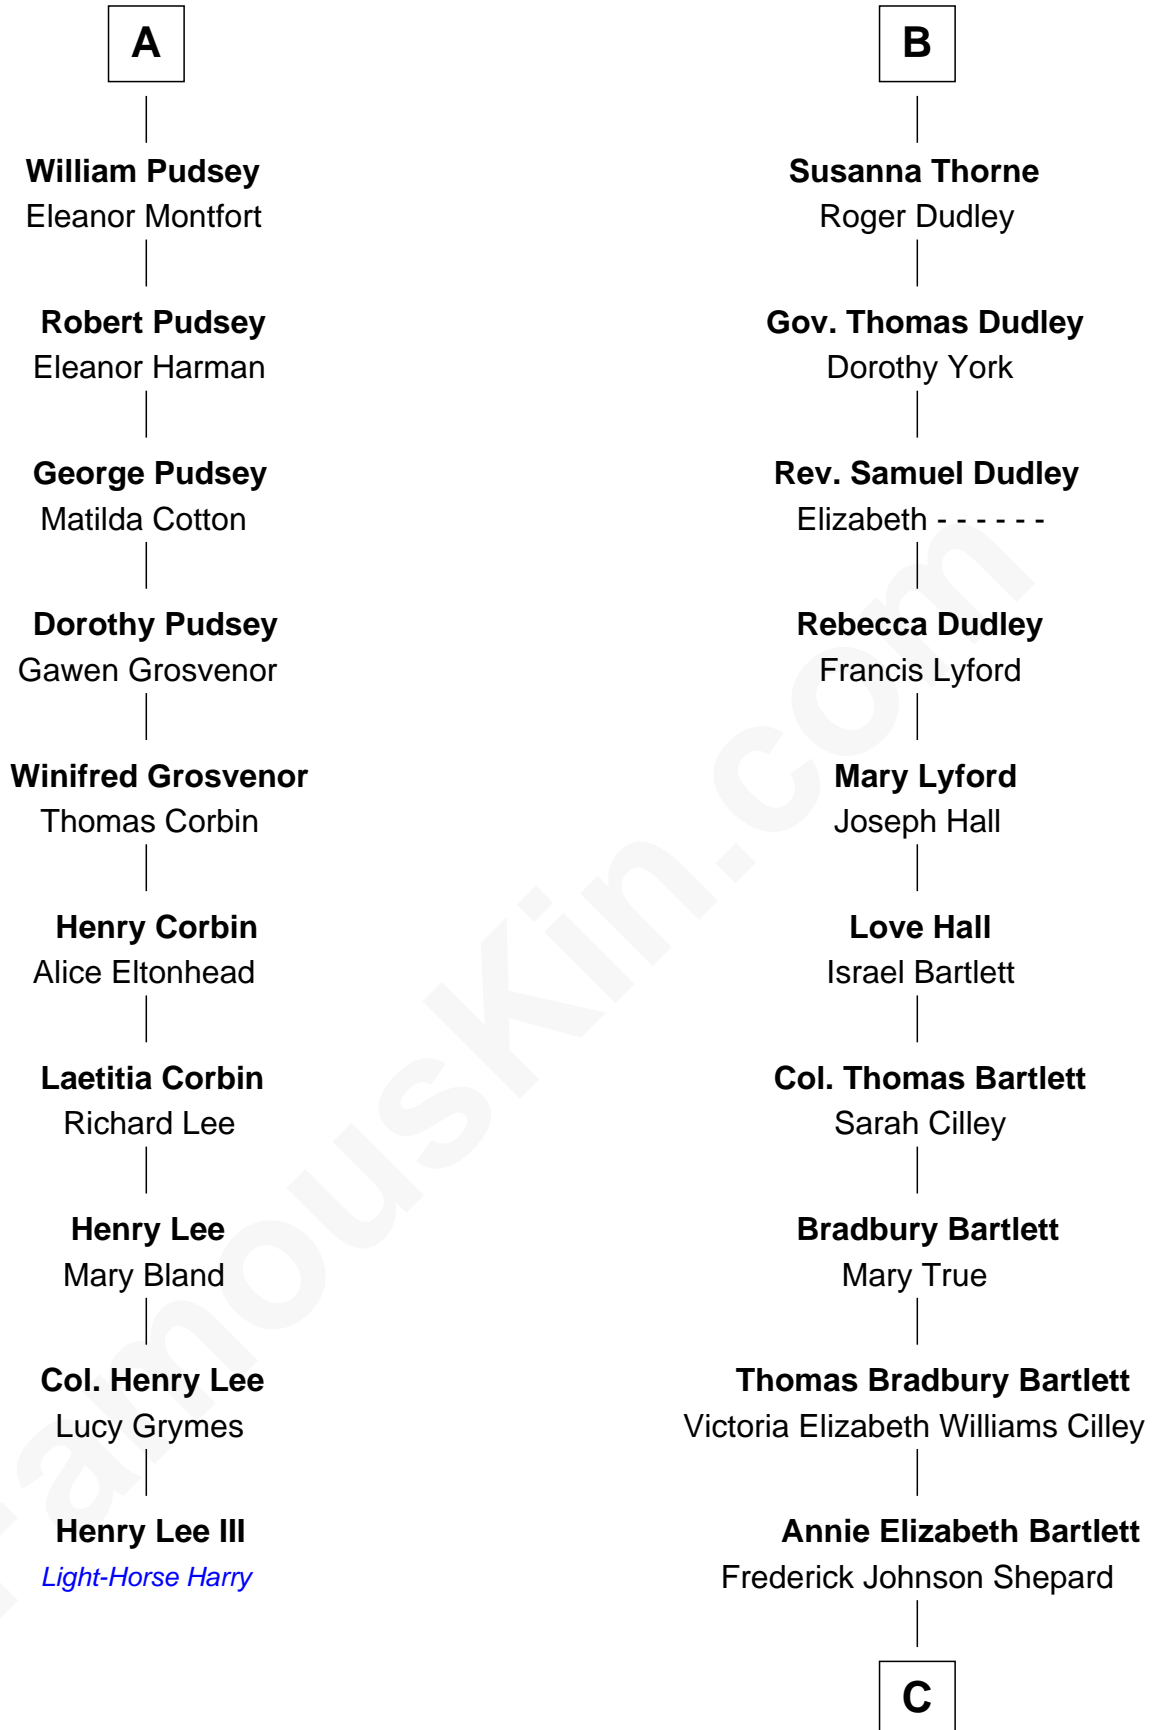 A
William Pudsey
Eleanor Montfort
Robert Pudsey
Eleanor Harman
George Pudsey
Matilda Cotton
Dorothy Pudsey
Gawen Grosvenor
Winifred Grosvenor
Thomas Corbin
Henry Corbin
Alice Eltonhead
Laetitia Corbin
Richard Lee
Henry Lee
Mary Bland
Col. Henry Lee
Lucy Grymes
Henry Lee III
Light-Horse Harry
B
Susanna Thorne
Roger Dudley
Gov. Thomas Dudley
Dorothy York
Rev. Samuel Dudley
Elizabeth - - - - - -
Rebecca Dudley
Francis Lyford
Mary Lyford
Joseph Hall
Love Hall
Israel Bartlett
Col. Thomas Bartlett
Sarah Cilley
Bradbury Bartlett
Mary True
Thomas Bradbury Bartlett
Victoria Elizabeth Williams Cilley
Annie Elizabeth Bartlett
Frederick Johnson Shepard
C
FamousKin.com